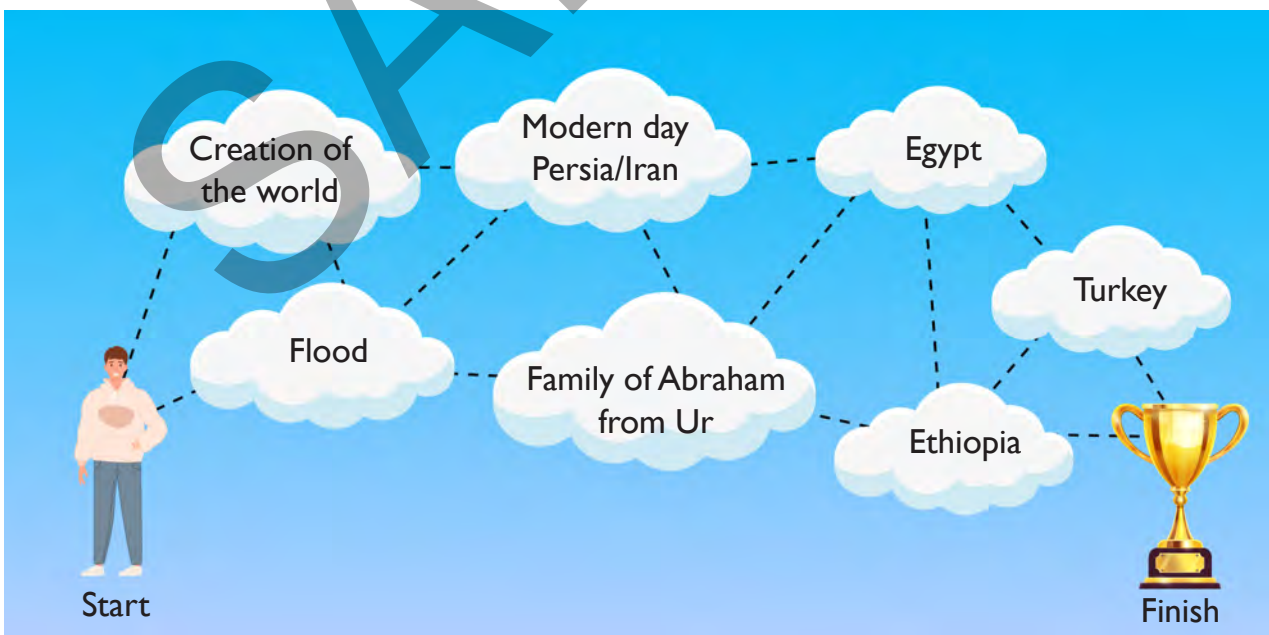 Creation of
the world
Modern day
Persia/Iran
Egypt
Turkey
Flood
Family of Abraham
from Ur
Ethiopia
Start
Finish